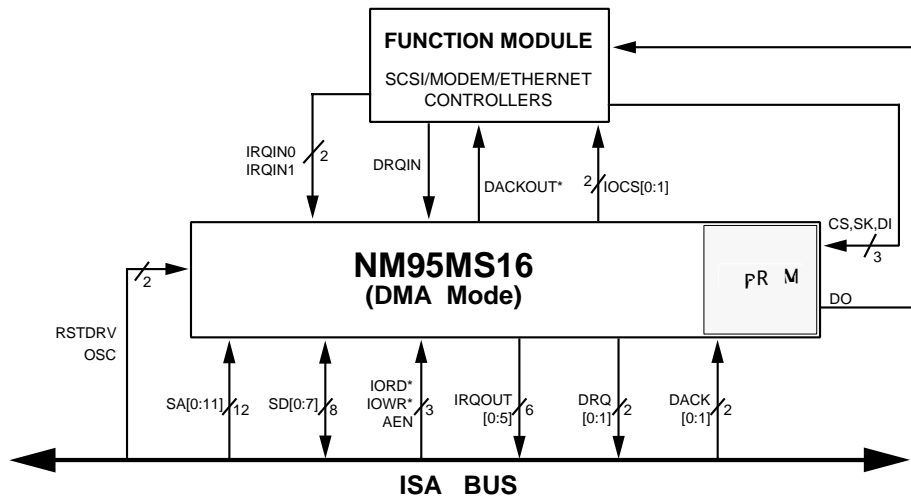 FUNCTION MODULE
SCSI/MODEM/ETHERNET
CONTROLLERS
IRQIN0
IRQIN1
2
DRQIN
DACKOUT*
2
IOCS[0:1]
CS,SK,DI
3
NM95MS16
(DMA Mode)
2
DO
RSTDRV
OSC
SA[0:11]
12
SD[0:7]
8
IORD*
IOWR*
AEN
3
IRQOUT
[0:5]
6
DRQ
[0:1]
2
DACK
[0:1]
2
ISA BUS